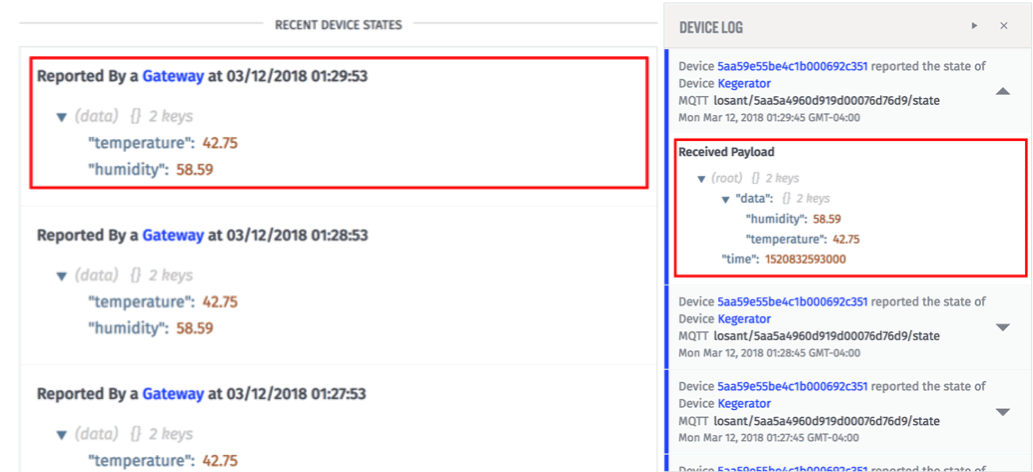 RECENT DEVICE STATES
Reported By a Gateway at 03/12/2018 01:29:53
▼ (data) {} 2 keys
"temperature": 42.75
"humidity": 58.59
Reported By a Gateway at 03/12/2018 01:28:53
▼ (data) {} 2 keys
"temperature": 42.75
"humidity": 58.59
Reported By a Gateway at 03/12/2018 01:27:53
▼ (data) {} 2 keys
"temperature": 42.75
DEVICE LOG
Device 5aa59e55be4c1b000692c351 reported the state of
Device Kegerator
MQTT losant/5aa5a4960d919d00076d76d9/state
Mon Mar 12, 2018 01:29:45 GMT-04:00
Received Payload
▼ (root) {} 2 keys
▼ "data": {} 2 keys
"humidity": 58.59
"temperature": 42.75
"time": 1520832593000
Device 5aa59e55be4c1b000692c351 reported the state of
Device Kegerator
MQTT losant/5aa5a4960d919d00076d76d9/state
Mon Mar 12, 2018 01:28:45 GMT-04:00
Device 5aa59e55be4c1b000692c351 reported the state of
Device Kegerator
MQTT losant/5aa5a4960d919d00076d76d9/state
Mon Mar 12, 2018 01:27:45 GMT-04:00
Device 5aa59e55be4c1b000692c351 reported the state of